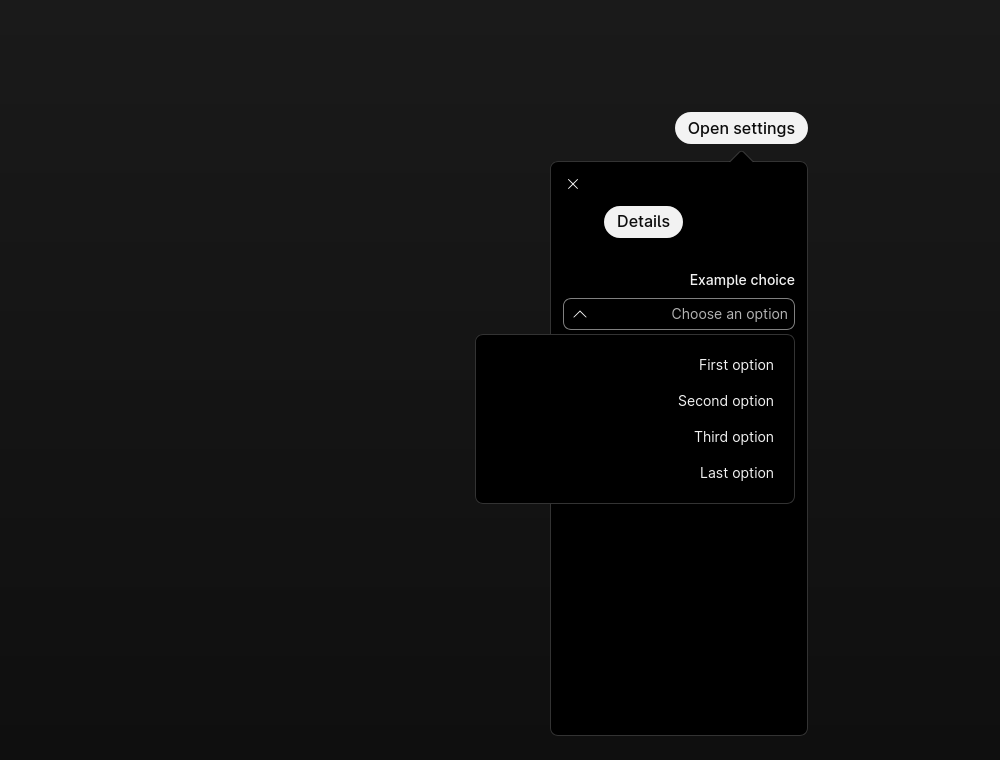 Open settings
Details
Example choice
Choose an option
First option
Second option
Third option
Last option